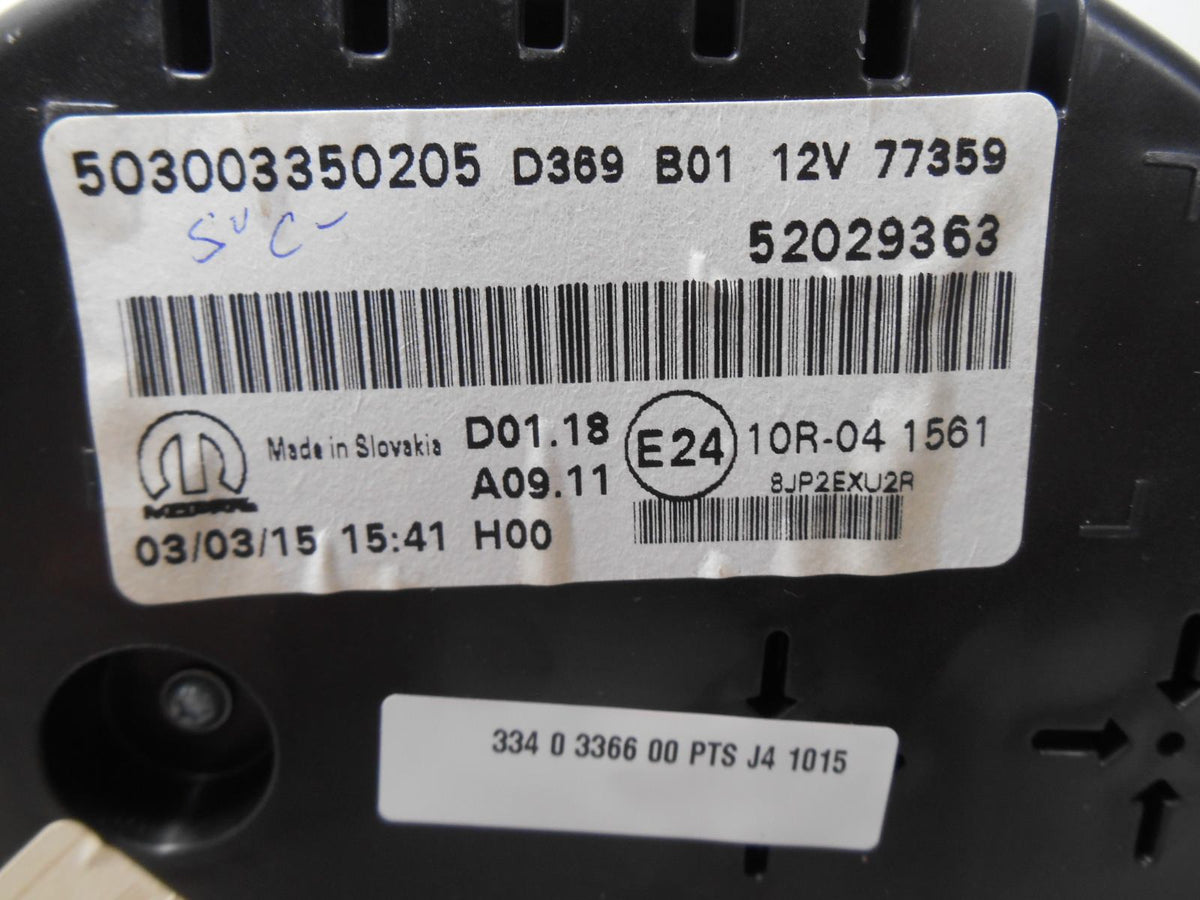 503003350205 D369 B01 12V 77359
52029363
MOPAR
Made in Slovakia
D01.18
A09.11
E24
10R-04 1561
8JP2EXU2R
03/03/15 15:41 H00
334 0 3366 00 PTS J4 1015